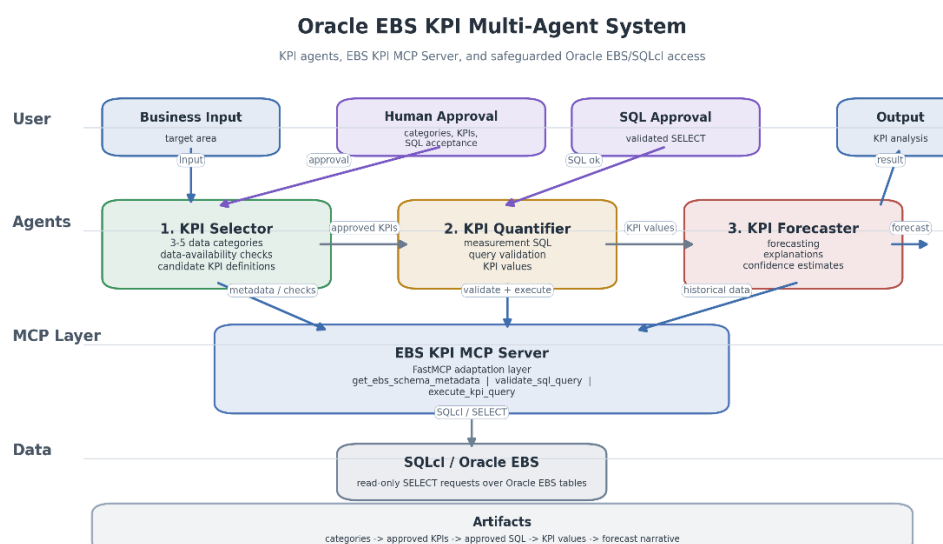 Oracle EBS KPI Multi-Agent System
KPI agents, EBS KPI MCP Server, and safeguarded Oracle EBS/SQLcl access
User
Business Input
target area
Human Approval
categories, KPIs,
SQL acceptance
SQL Approval
validated SELECT
Output
KPI analysis
input
approval
SQL ok
result
Agents
1. KPI Selector
3-5 data categories
data-availability checks
candidate KPI definitions
approved KPIs
2. KPI Quantifier
measurement SQL
query validation
KPI values
KPI values
3. KPI Forecaster
forecasting
explanations
confidence estimates
forecast
metadata / checks
validate + execute
historical data
MCP Layer
EBS KPI MCP Server
FastMCP adaptation layer
get_ebs_schema_metadata | validate_sql_query |
execute_kpi_query
SQLcl / SELECT
Data
SQLcl / Oracle EBS
read-only SELECT requests over Oracle EBS tables
Artifacts
categories -> approved KPIs -> approved SQL -> KPI values -> forecast narrative